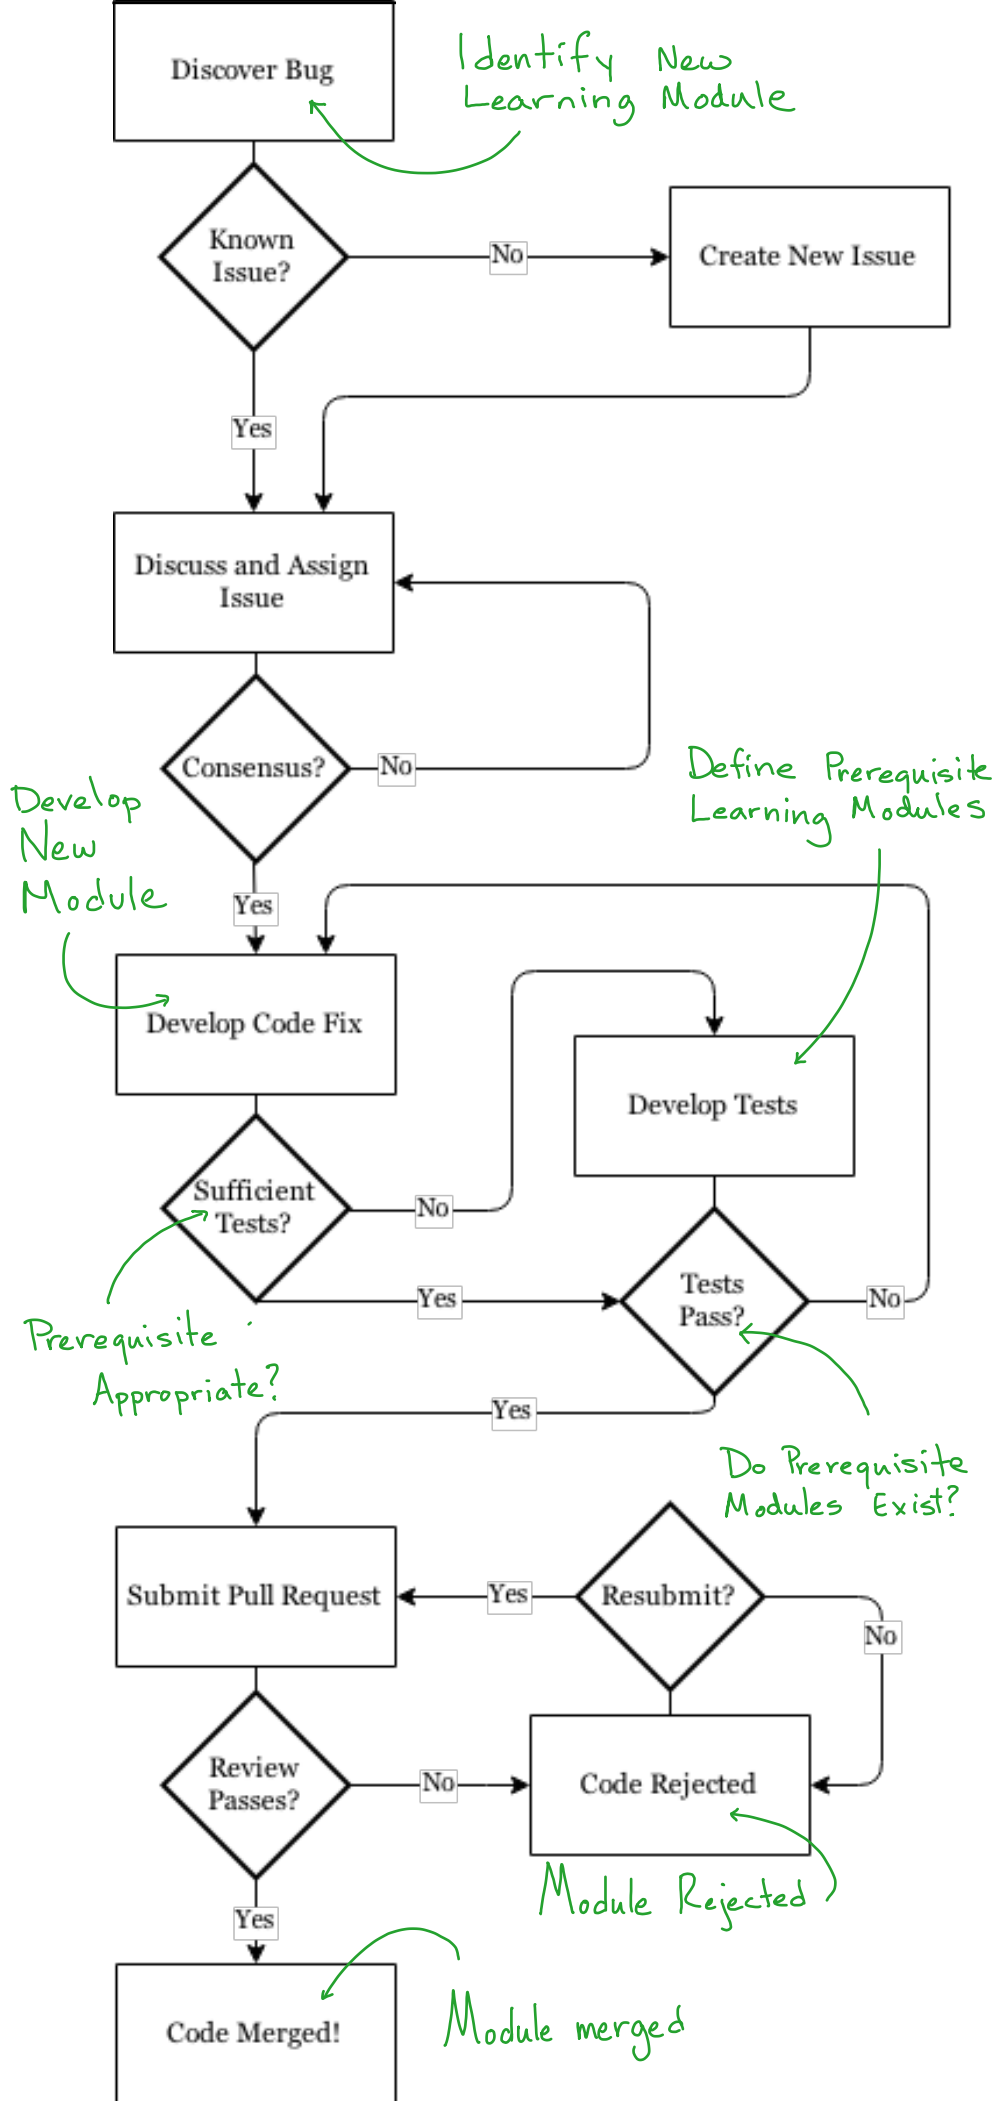 Discover Bug
Identify New
Learning Module
Known
Issue?
No
Create New Issue
Yes
Discuss and Assign
Issue
Consensus?
No
Define Prerequisite
Learning Modules
Develop
New
Module
Yes
Develop Code Fix
Develop Tests
Sufficient
Tests?
No
Yes
Tests
Pass?
No
Prerequisite
Appropriate?
Yes
Do Prerequisite
Modules Exist?
Submit Pull Request
Yes
Resubmit?
No
Review
Passes?
No
Code Rejected
Module Rejected
Yes
Code Merged!
Module merged